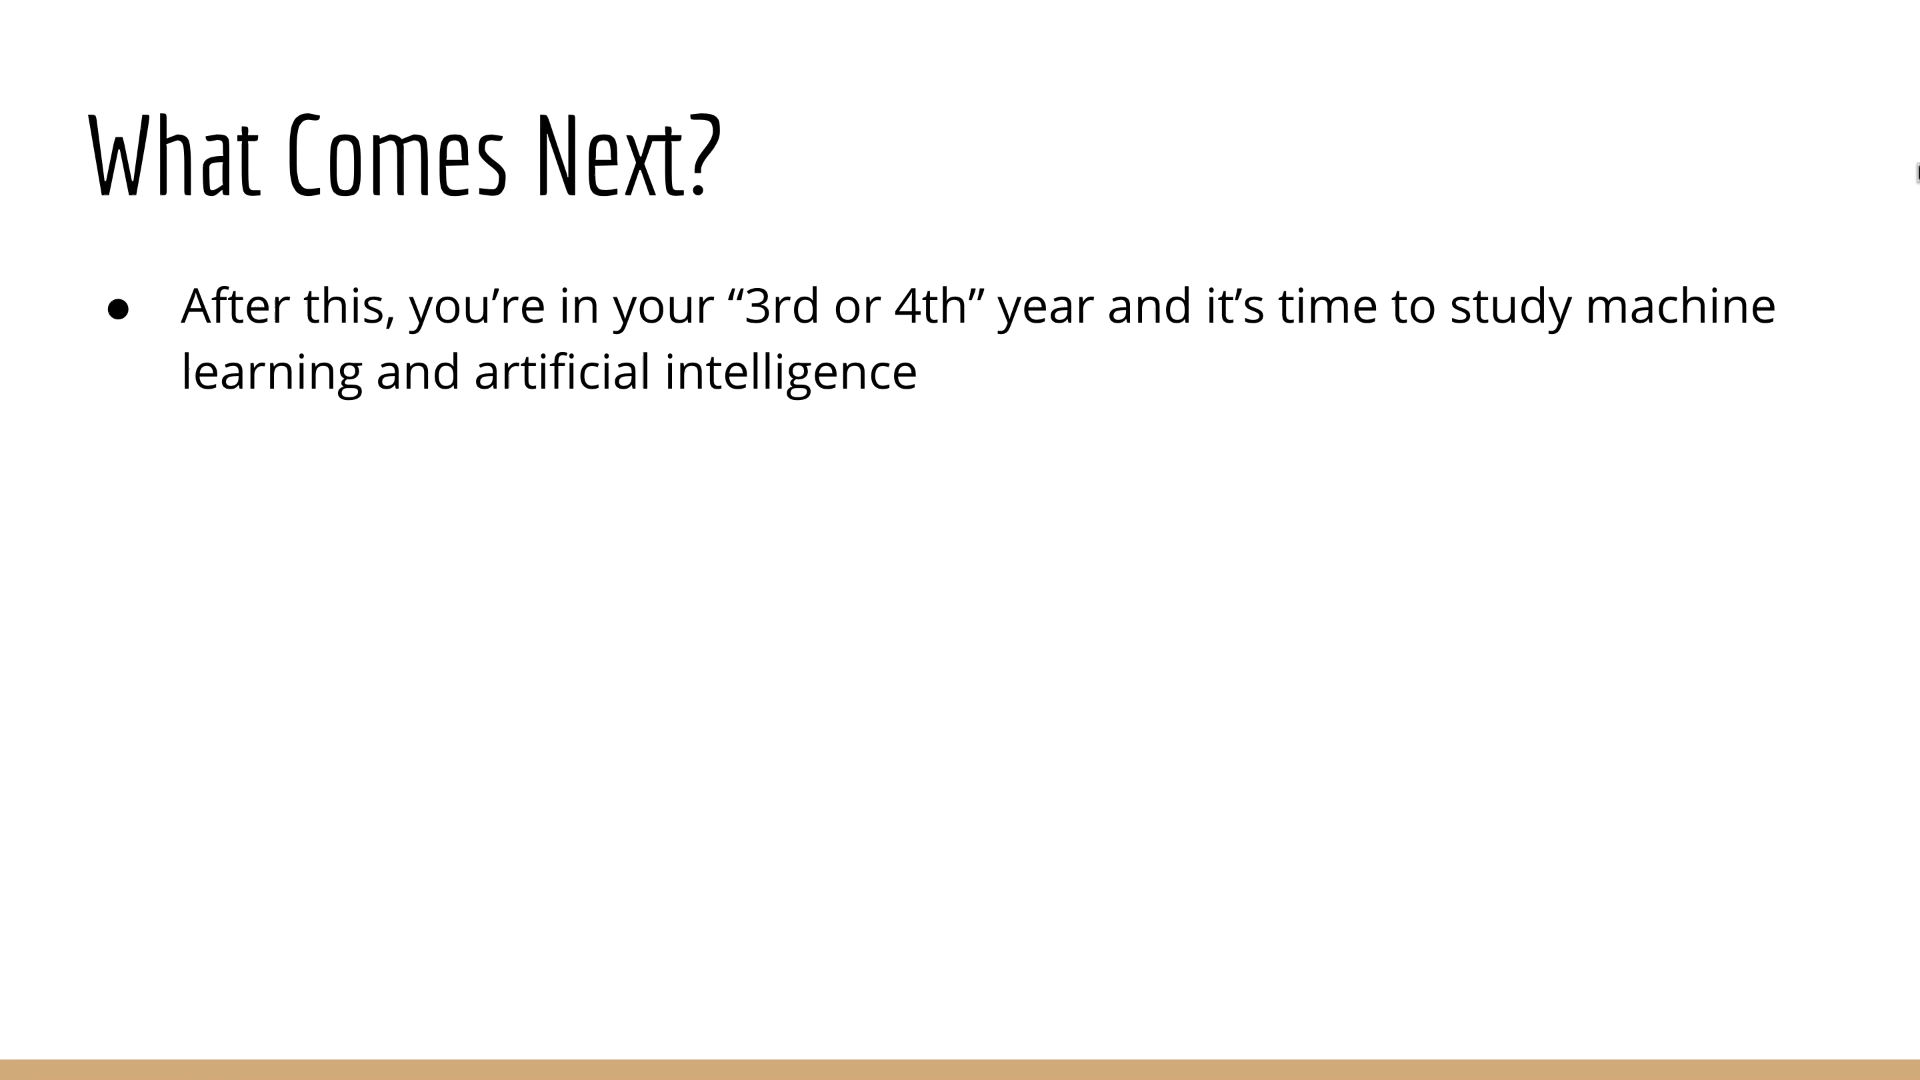 What Comes Next?
● After this, you’re in your “3rd or 4th” year and it’s time to study machine
learning and artificial intelligence